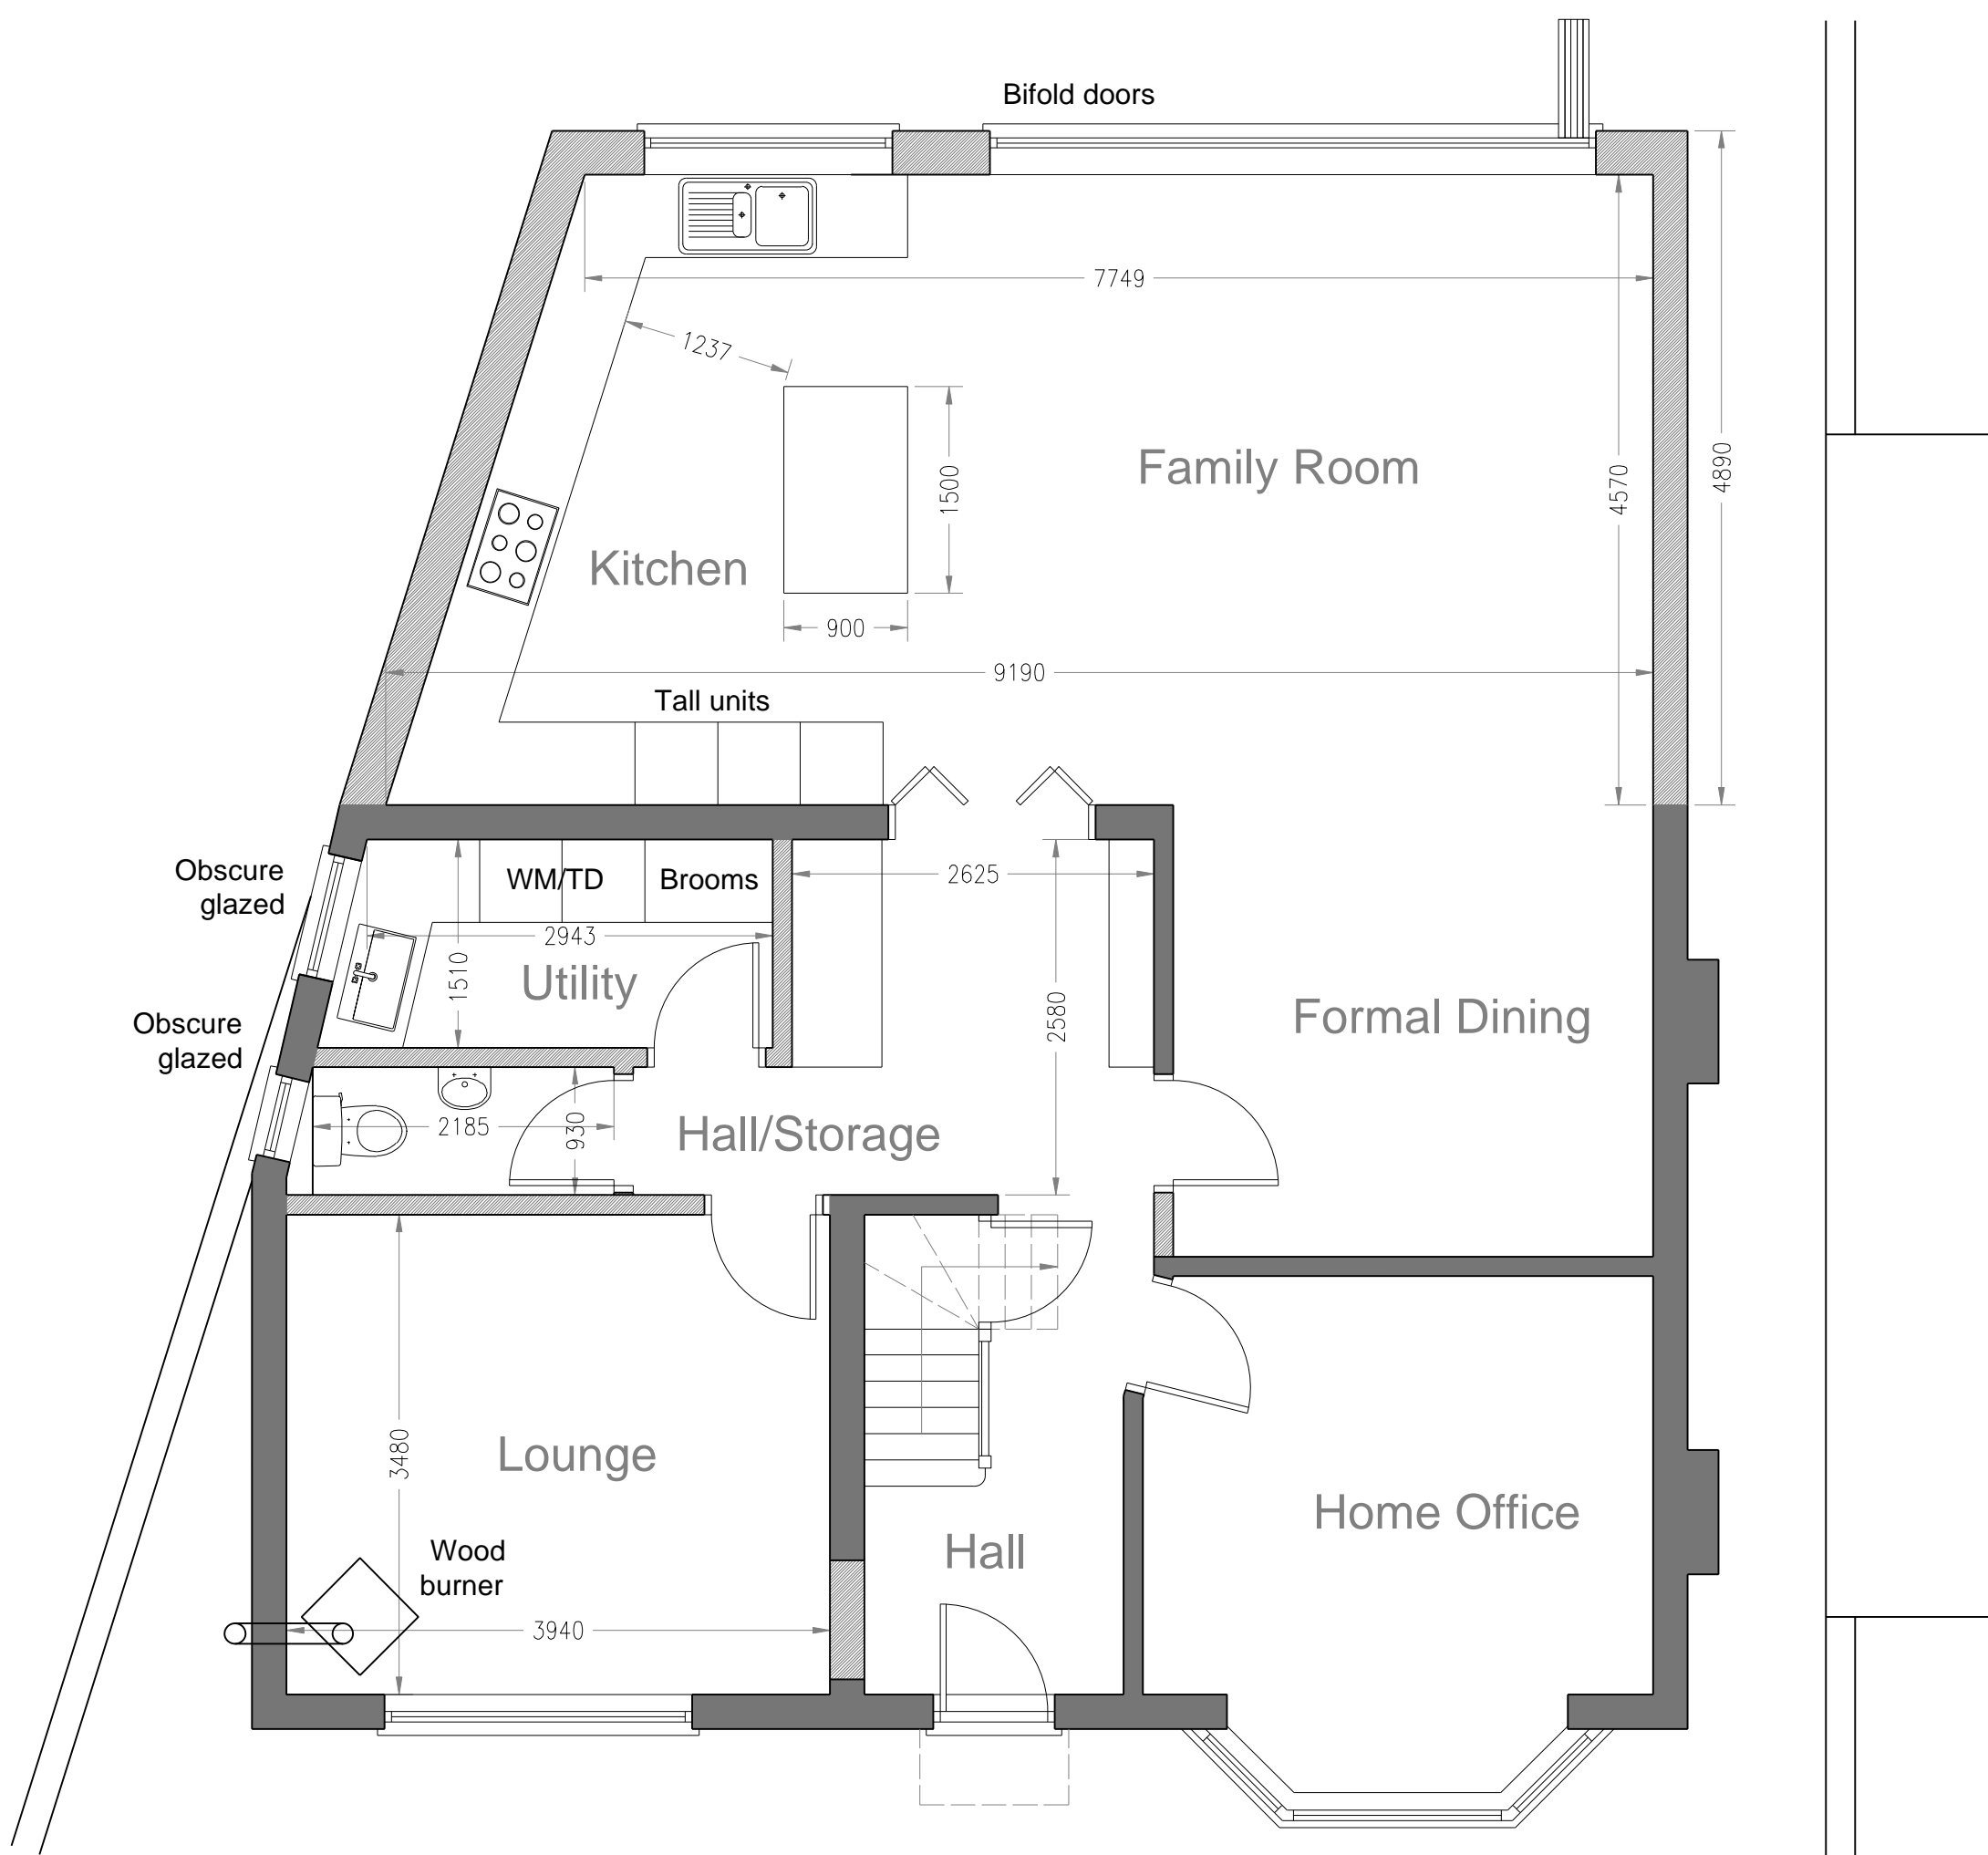 Bifold doors
7749
1237
Family Room
4570
4890
1500
Kitchen
900
9190
Tall units
Obscure
glazed
WM/TD
Brooms
2625
2943
1510
Utility
2580
Formal Dining
Obscure
glazed
2185
930
Hall/Storage
3480
Lounge
Home Office
Wood
burner
Hall
3940